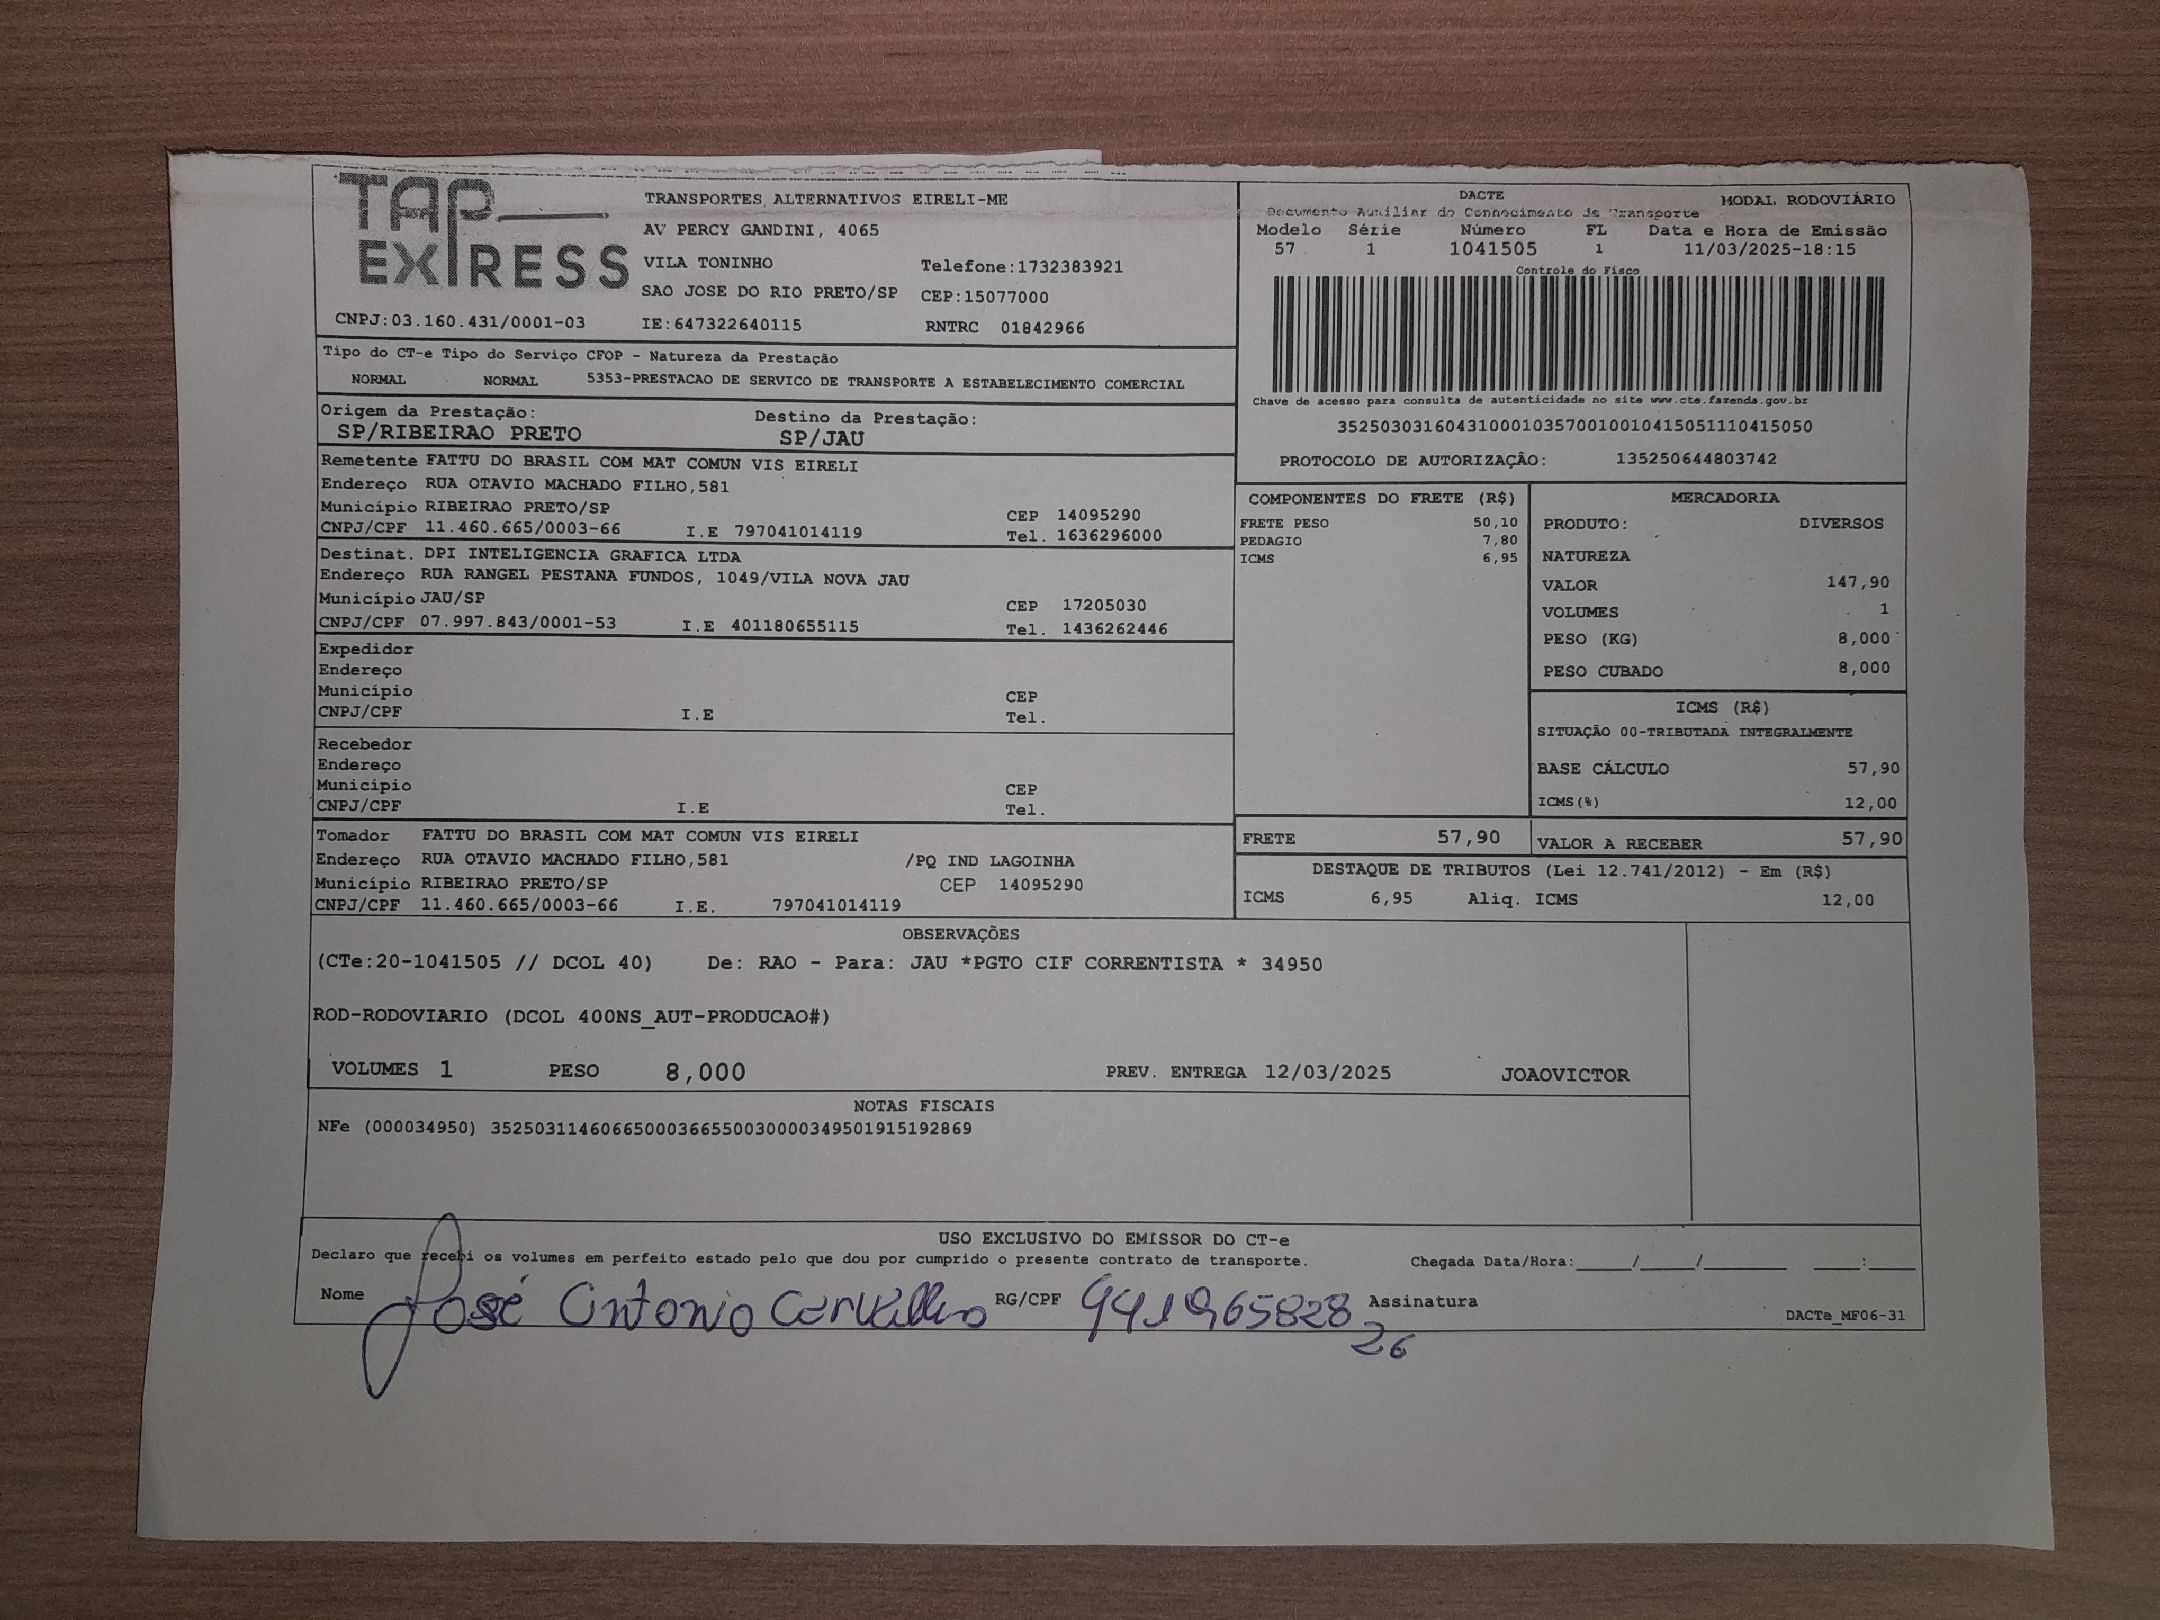 TAP EXPRESS
TRANSPORTES ALTERNATIVOS EIRELI-ME
AV PERCY GANDINI, 4065
VILA TONINHO Telefone:1732383921
SAO JOSE DO RIO PRETO/SP CEP:15077000
CNPJ:03.160.431/0001-03 IE:647322640115 RNTRC 01842966
DACTE MODAL RODOVIÁRIO
Documento Auxiliar do Conhecimento de Transporte
Modelo Série Número FL Data e Hora de Emissão
57 1 1041505 1 11/03/2025-18:15
Controle do Fisco
Chave de acesso para consulta de autenticidade no site www.cte.fazenda.gov.br
35250303160431000103570010010415051110415050
PROTOCOLO DE AUTORIZAÇÃO: 135250644803742
Tipo do CT-e Tipo do Serviço CFOP - Natureza da Prestação
NORMAL NORMAL 5353-PRESTACAO DE SERVICO DE TRANSPORTE A ESTABELECIMENTO COMERCIAL
Origem da Prestação: Destino da Prestação:
SP/RIBEIRAO PRETO SP/JAU
Remetente FATTU DO BRASIL COM MAT COMUN VIS EIRELI
Endereço RUA OTAVIO MACHADO FILHO,581
Município RIBEIRAO PRETO/SP CEP 14095290
CNPJ/CPF 11.460.665/0003-66 I.E 797041014119 Tel. 1636296000
Destinat. DPI INTELIGENCIA GRAFICA LTDA
Endereço RUA RANGEL PESTANA FUNDOS, 1049/VILA NOVA JAU
Município JAU/SP CEP 17205030
CNPJ/CPF 07.997.843/0001-53 I.E 401180655115 Tel. 1436262446
Expedidor
Endereço
Município CEP
CNPJ/CPF I.E Tel.
Recebedor
Endereço
Município CEP
CNPJ/CPF I.E Tel.
Tomador FATTU DO BRASIL COM MAT COMUN VIS EIRELI
Endereço RUA OTAVIO MACHADO FILHO,581 /PQ IND LAGOINHA
Município RIBEIRAO PRETO/SP CEP 14095290
CNPJ/CPF 11.460.665/0003-66 I.E. 797041014119
COMPONENTES DO FRETE (R$)
FRETE PESO 50,10
PEDAGIO 7,80
ICMS 6,95
MERCADORIA
PRODUTO: DIVERSOS
NATUREZA
VALOR 147,90
VOLUMES 1
PESO (KG) 8,000
PESO CUBADO 8,000
ICMS (R$)
SITUAÇÃO 00-TRIBUTADA INTEGRALMENTE
BASE CÁLCULO 57,90
ICMS(%) 12,00
FRETE 57,90 VALOR A RECEBER 57,90
DESTAQUE DE TRIBUTOS (Lei 12.741/2012) - Em (R$)
ICMS 6,95 Aliq. ICMS 12,00
OBSERVAÇÕES
(CTe:20-1041505 // DCOL 40) De: RAO - Para: JAU *PGTO CIF CORRENTISTA * 34950
ROD-RODOVIARIO (DCOL 400NS_AUT-PRODUCAO#)
VOLUMES 1 PESO 8,000 PREV. ENTREGA 12/03/2025 JOAOVICTOR
NOTAS FISCAIS
NFe (000034950) 35250311460665000366550030000349501915192869
USO EXCLUSIVO DO EMISSOR DO CT-e
Declaro que recebi os volumes em perfeito estado pelo que dou por cumprido o presente contrato de transporte. Chegada Data/Hora:____/____/______ ____:____
Nome José Antonio Carvalho RG/CPF 941965828 26 Assinatura
DACTe_MF06-31